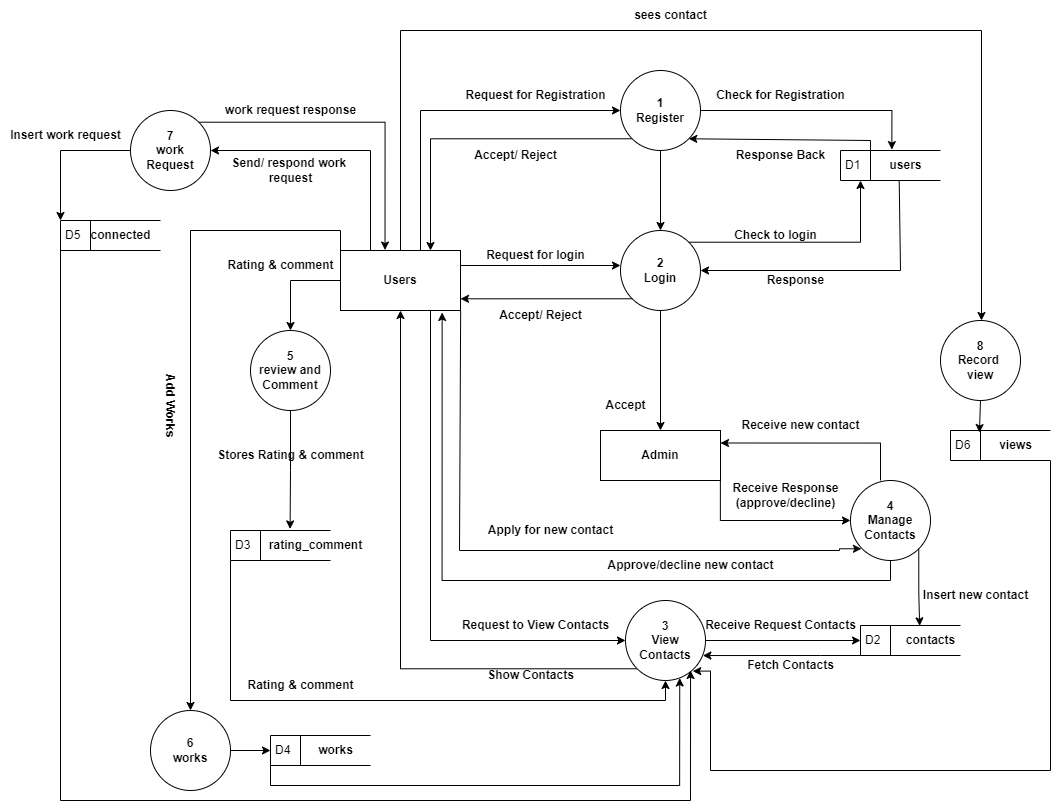 sees contact
Request for Registration
1
Register
Check for Registration
work request response
Insert work request
7
work
Request
Send/ respond work
request
Accept/ Reject
Response Back
D1
users
D5
connected
Rating & comment
Users
Request for login
2
Login
Check to login
Response
Accept/ Reject
5
review and
Comment
8
Record
view
Add Works
Accept
Receive new contact
D6
views
Stores Rating & comment
Admin
Receive Response
(approve/decline)
4
Manage
Contacts
D3
rating_comment
Apply for new contact
Approve/decline new contact
Insert new contact
Request to View Contacts
3
View
Contacts
Receive Request Contacts
D2
contacts
Fetch Contacts
Show Contacts
Rating & comment
6
works
D4
works